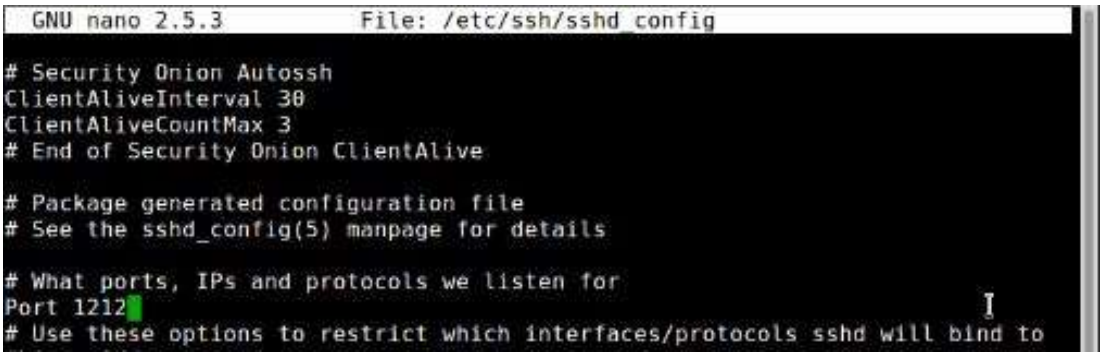 GNU nano 2.5.3 File: /etc/ssh/sshd_config
# Security Onion Autossh
ClientAliveInterval 30
ClientAliveCountMax 3
# End of Security Onion ClientAlive
# Package generated configuration file
# See the sshd_config(5) manpage for details
# What ports, IPs and protocols we listen for
Port 1212
# Use these options to restrict which interfaces/protocols sshd will bind to